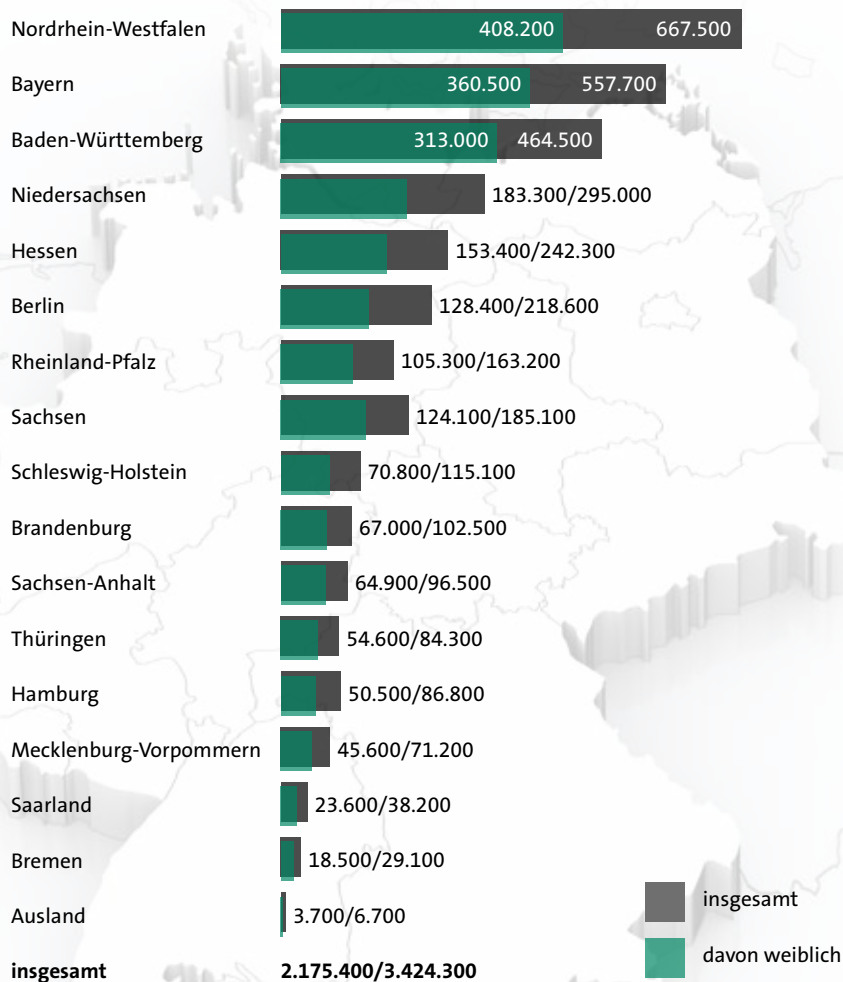 Nordrhein-Westfalen 408.200 667.500
Bayern 360.500 557.700
Baden-Württemberg 313.000 464.500
Niedersachsen 183.300/295.000
Hessen 153.400/242.300
Berlin 128.400/218.600
Rheinland-Pfalz 105.300/163.200
Sachsen 124.100/185.100
Schleswig-Holstein 70.800/115.100
Brandenburg 67.000/102.500
Sachsen-Anhalt 64.900/96.500
Thüringen 54.600/84.300
Hamburg 50.500/86.800
Mecklenburg-Vorpommern 45.600/71.200
Saarland 23.600/38.200
Bremen 18.500/29.100
Ausland 3.700/6.700
insgesamt 2.175.400/3.424.300
insgesamt
davon weiblich